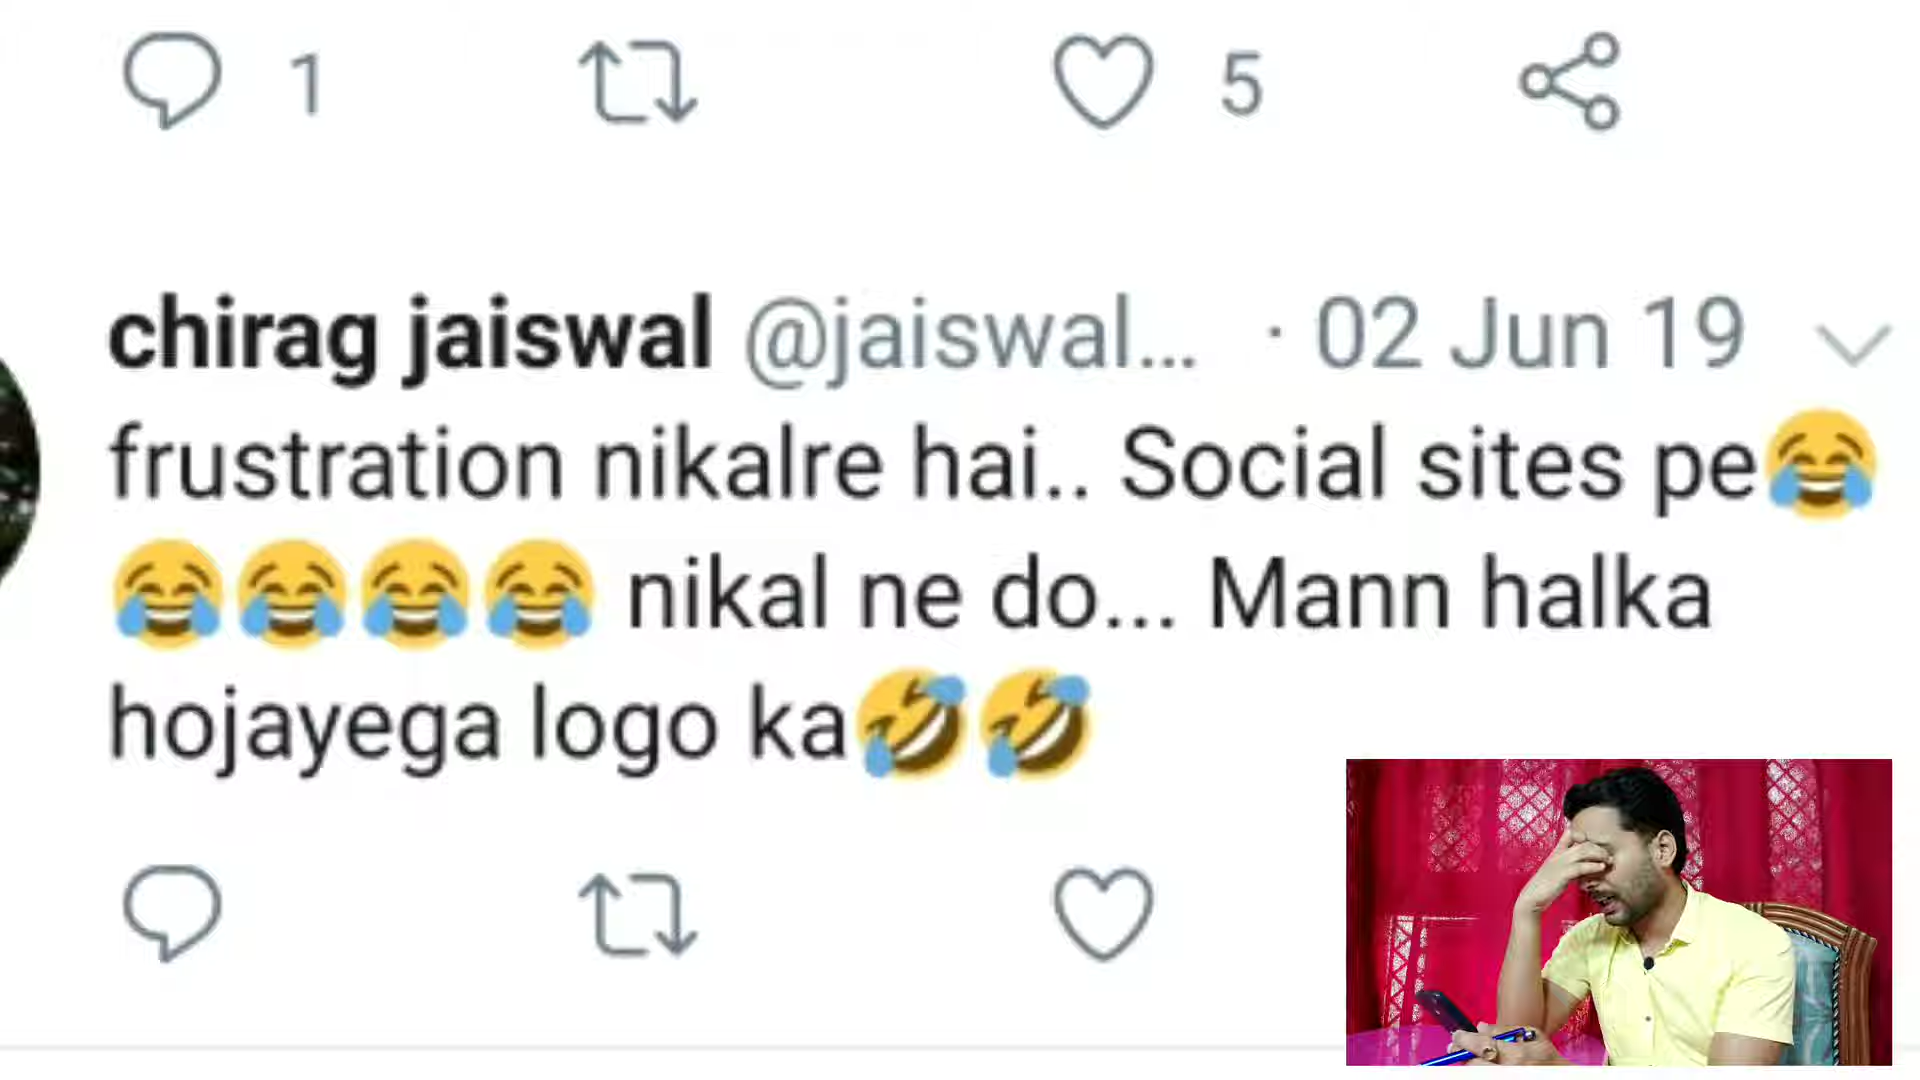 1 5
chirag jaiswal @jaiswal... · 02 Jun 19
frustration nikalre hai.. Social sites pe😂
😂😂😂😂 nikal ne do... Mann halka
hojayega logo ka🤣🤣